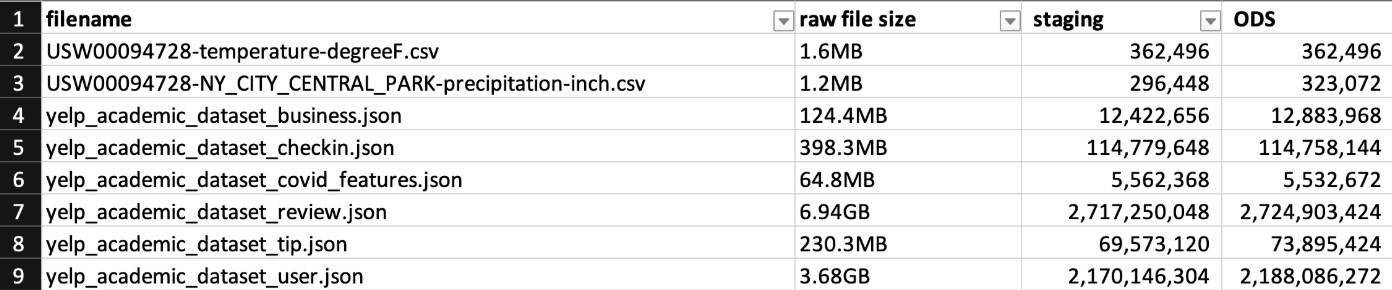 1 filename raw file size staging ODS
2 USW00094728-temperature-degreeF.csv 1.6MB 362,496 362,496
3 USW00094728-NY_CITY_CENTRAL_PARK-precipitation-inch.csv 1.2MB 296,448 323,072
4 yelp_academic_dataset_business.json 124.4MB 12,422,656 12,883,968
5 yelp_academic_dataset_checkin.json 398.3MB 114,779,648 114,758,144
6 yelp_academic_dataset_covid_features.json 64.8MB 5,562,368 5,532,672
7 yelp_academic_dataset_review.json 6.94GB 2,717,250,048 2,724,903,424
8 yelp_academic_dataset_tip.json 230.3MB 69,573,120 73,895,424
9 yelp_academic_dataset_user.json 3.68GB 2,170,146,304 2,188,086,272